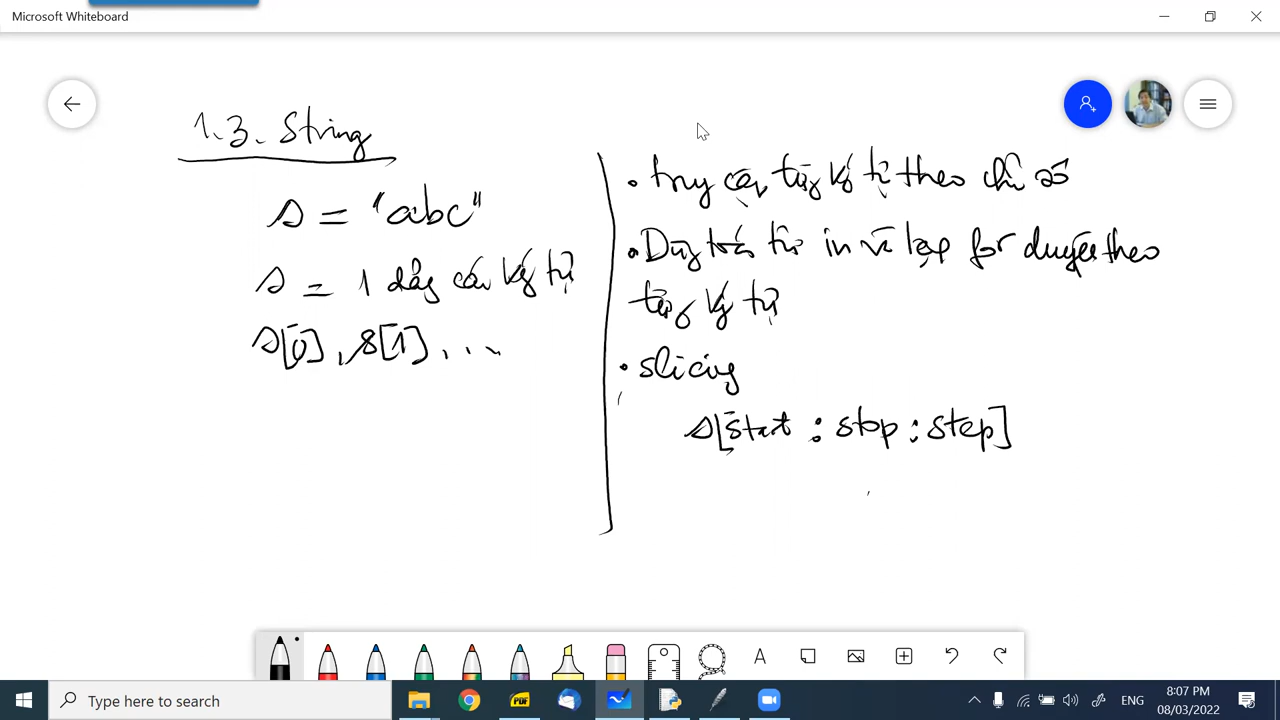 Microsoft Whiteboard
1.3. String
s = "abc"
s = 1 dãy các ký tự
s[0], s[1], ...
• truy cập từng ký tự theo chỉ số
• Dùng toán tử in và lặp for duyệt theo
từng ký tự
• slicing
s[start : stop : step]
Type here to search
ENG
8:07 PM
08/03/2022